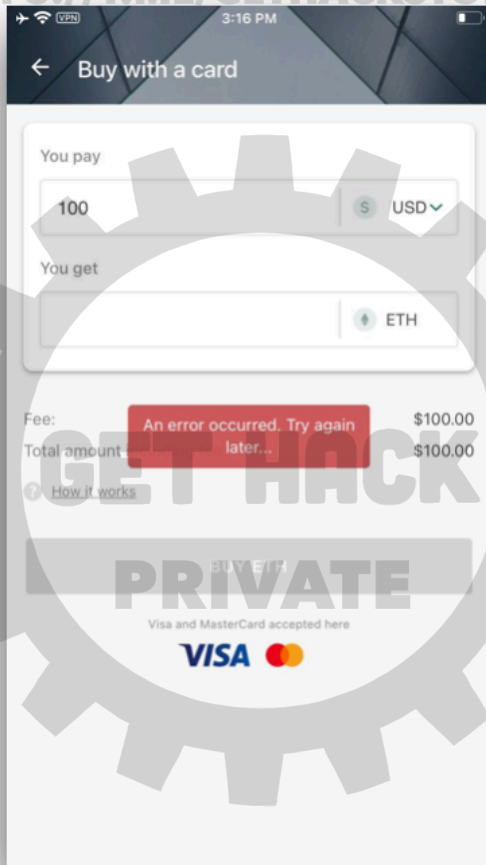 VPN
3:16 PM
Buy with a card
You pay
100
$ USD
You get
ETH
Fee:
$100.00
An error occurred. Try again
later...
Total amount
$100.00
? How it works
GET HACK
BUY ETH
PRIVATE
Visa and MasterCard accepted here
VISA